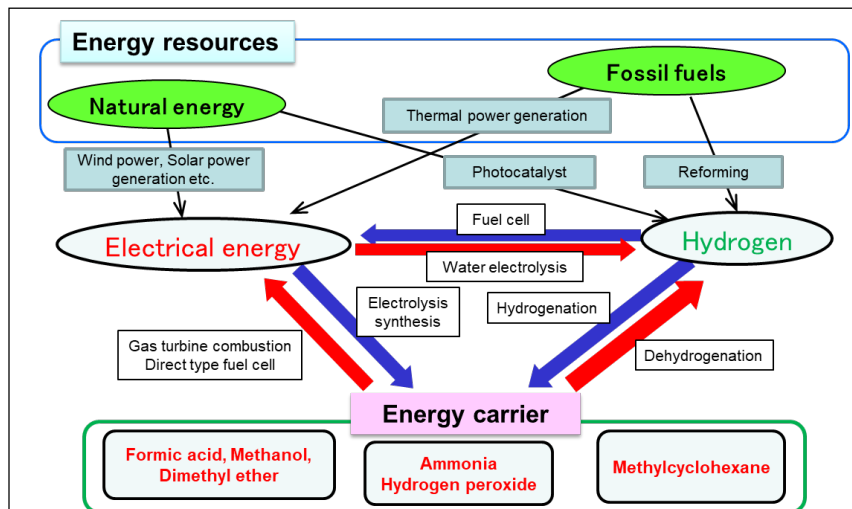 Energy resources
Fossil fuels
Natural energy
Thermal power generation
Wind power, Solar power
generation etc.
Photocatalyst
Reforming
Fuel cell
Electrical energy
Hydrogen
Water electrolysis
Electrolysis
synthesis
Hydrogenation
Gas turbine combustion
Direct type fuel cell
Dehydrogenation
Energy carrier
Formic acid, Methanol,
Dimethyl ether
Ammonia
Hydrogen peroxide
Methylcyclohexane